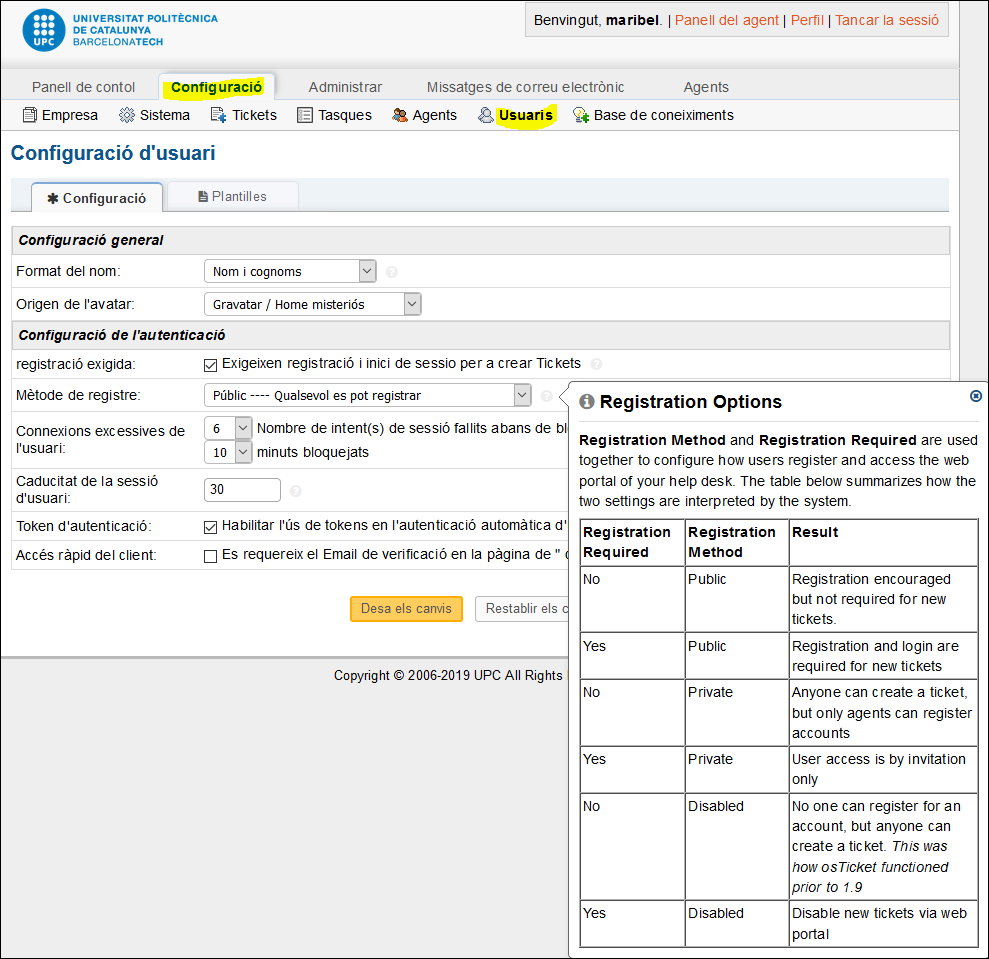 UNIVERSITAT POLITÈCNICA
DE CATALUNYA
BARCELONATECH
UPC
Benvingut, maribel. | Panell del agent | Perfil | Tancar la sessió
Panell de contol
Configuració
Administrar
Missatges de correu electrònic
Agents
Empresa
Sistema
Tickets
Tasques
Agents
Usuaris
Base de coneiximents
Configuració d'usuari
Configuració
Plantilles
Configuració general
Format del nom:
Nom i cognoms
Origen de l'avatar:
Gravatar / Home misteriós
Configuració de l'autenticació
registració exigida:
Exigeixen registració i inici de sessio per a crear Tickets
Mètode de registre:
Públic ---- Qualsevol es pot registrar
Connexions excessives de
l'usuari:
6
Nombre de intent(s) de sessió fallits abans de bl
10
minuts bloquejats
Caducitat de la sessió
d'usuari:
30
Token d'autenticació:
Habilitar l'ús de tokens en l'autenticació automàtica d'
Accés ràpid del client:
Es requereix el Email de verificació en la pàgina de "
Desa els canvis
Restablir els c
Copyright © 2006-2019 UPC All Rights
Registration Options
Registration Method and Registration Required are used
together to configure how users register and access the web
portal of your help desk. The table below summarizes how the
two settings are interpreted by the system.
Registration
Required
Registration
Method
Result
No
Public
Registration encouraged
but not required for new
tickets.
Yes
Public
Registration and login are
required for new tickets
No
Private
Anyone can create a ticket,
but only agents can register
accounts
Yes
Private
User access is by invitation
only
No
Disabled
No one can register for an
account, but anyone can
create a ticket. This was
how osTicket functioned
prior to 1.9
Yes
Disabled
Disable new tickets via web
portal